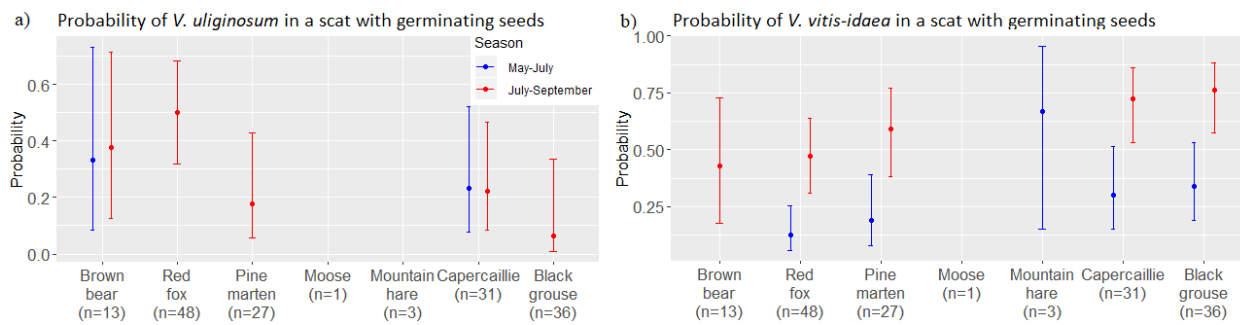 a) Probability of V. uliginosum in a scat with germinating seeds
Season
May-July
July-September
Probability
0.6
0.4
0.2
0.0
Brown bear (n=13)
Red fox (n=48)
Pine marten (n=27)
Moose (n=1)
Mountain hare (n=3)
Capercaillie (n=31)
Black grouse (n=36)
b) Probability of V. vitis-idaea in a scat with germinating seeds
Probability
1.00
0.75
0.50
0.25
Brown bear (n=13)
Red fox (n=48)
Pine marten (n=27)
Moose (n=1)
Mountain hare (n=3)
Capercaillie (n=31)
Black grouse (n=36)